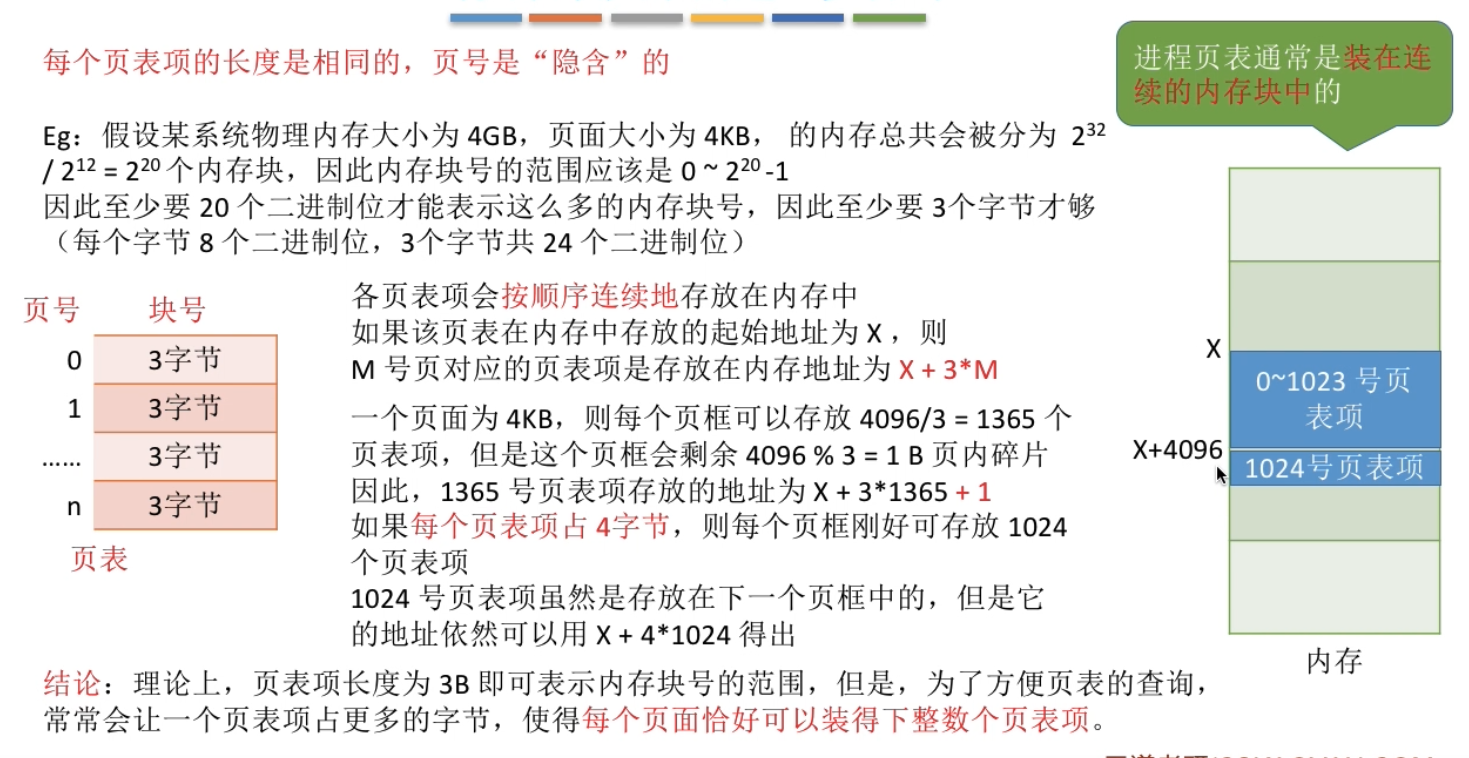 每个页表项的长度是相同的，页号是“隐含”的
进程页表通常是装在连
续的内存块中的
Eg：假设某系统物理内存大小为 4GB，页面大小为 4KB， 的内存总共会被分为 2³²
/ 2¹² = 2²⁰ 个内存块，因此内存块号的范围应该是 0 ~ 2²⁰ -1
因此至少要 20 个二进制位才能表示这么多的内存块号，因此至少要 3个字节才够
（每个字节 8 个二进制位，3个字节共 24 个二进制位）
页号 块号
0 3字节
1 3字节
...... 3字节
n 3字节
页表
各页表项会按顺序连续地存放在内存中
如果该页表在内存中存放的起始地址为 X ，则
M 号页对应的页表项是存放在内存地址为 X + 3*M
一个页面为 4KB，则每个页框可以存放 4096/3 = 1365 个
页表项，但是这个页框会剩余 4096 % 3 = 1 B 页内碎片
因此，1365 号页表项存放的地址为 X + 3*1365 + 1
如果每个页表项占 4字节，则每个页框刚好可存放 1024
个页表项
1024 号页表项虽然是存放在下一个页框中的，但是它
的地址依然可以用 X + 4*1024 得出
X
0~1023 号页
表项
X+4096
1024号页表项
内存
结论：理论上，页表项长度为 3B 即可表示内存块号的范围，但是，为了方便页表的查询，
常常会让一个页表项占更多的字节，使得每个页面恰好可以装得下整数个页表项。